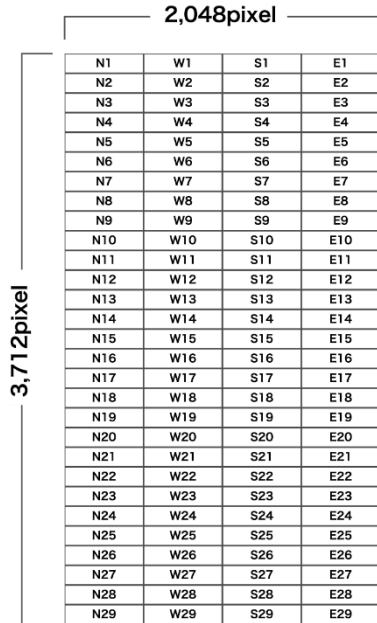 2,048pixel
3,712pixel
N1 W1 S1 E1
N2 W2 S2 E2
N3 W3 S3 E3
N4 W4 S4 E4
N5 W5 S5 E5
N6 W6 S6 E6
N7 W7 S7 E7
N8 W8 S8 E8
N9 W9 S9 E9
N10 W10 S10 E10
N11 W11 S11 E11
N12 W12 S12 E12
N13 W13 S13 E13
N14 W14 S14 E14
N15 W15 S15 E15
N16 W16 S16 E16
N17 W17 S17 E17
N18 W18 S18 E18
N19 W19 S19 E19
N20 W20 S20 E20
N21 W21 S21 E21
N22 W22 S22 E22
N23 W23 S23 E23
N24 W24 S24 E24
N25 W25 S25 E25
N26 W26 S26 E26
N27 W27 S27 E27
N28 W28 S28 E28
N29 W29 S29 E29